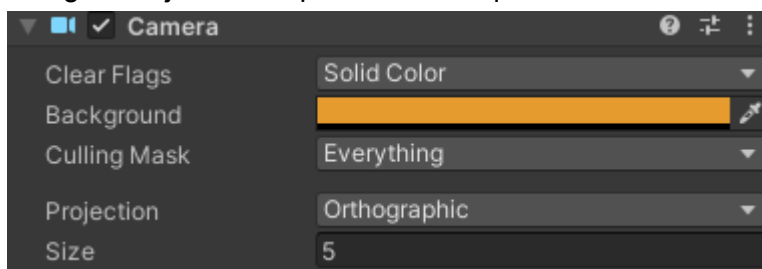 Camera
Clear Flags Solid Color
Background
Culling Mask Everything
Projection Orthographic
Size 5